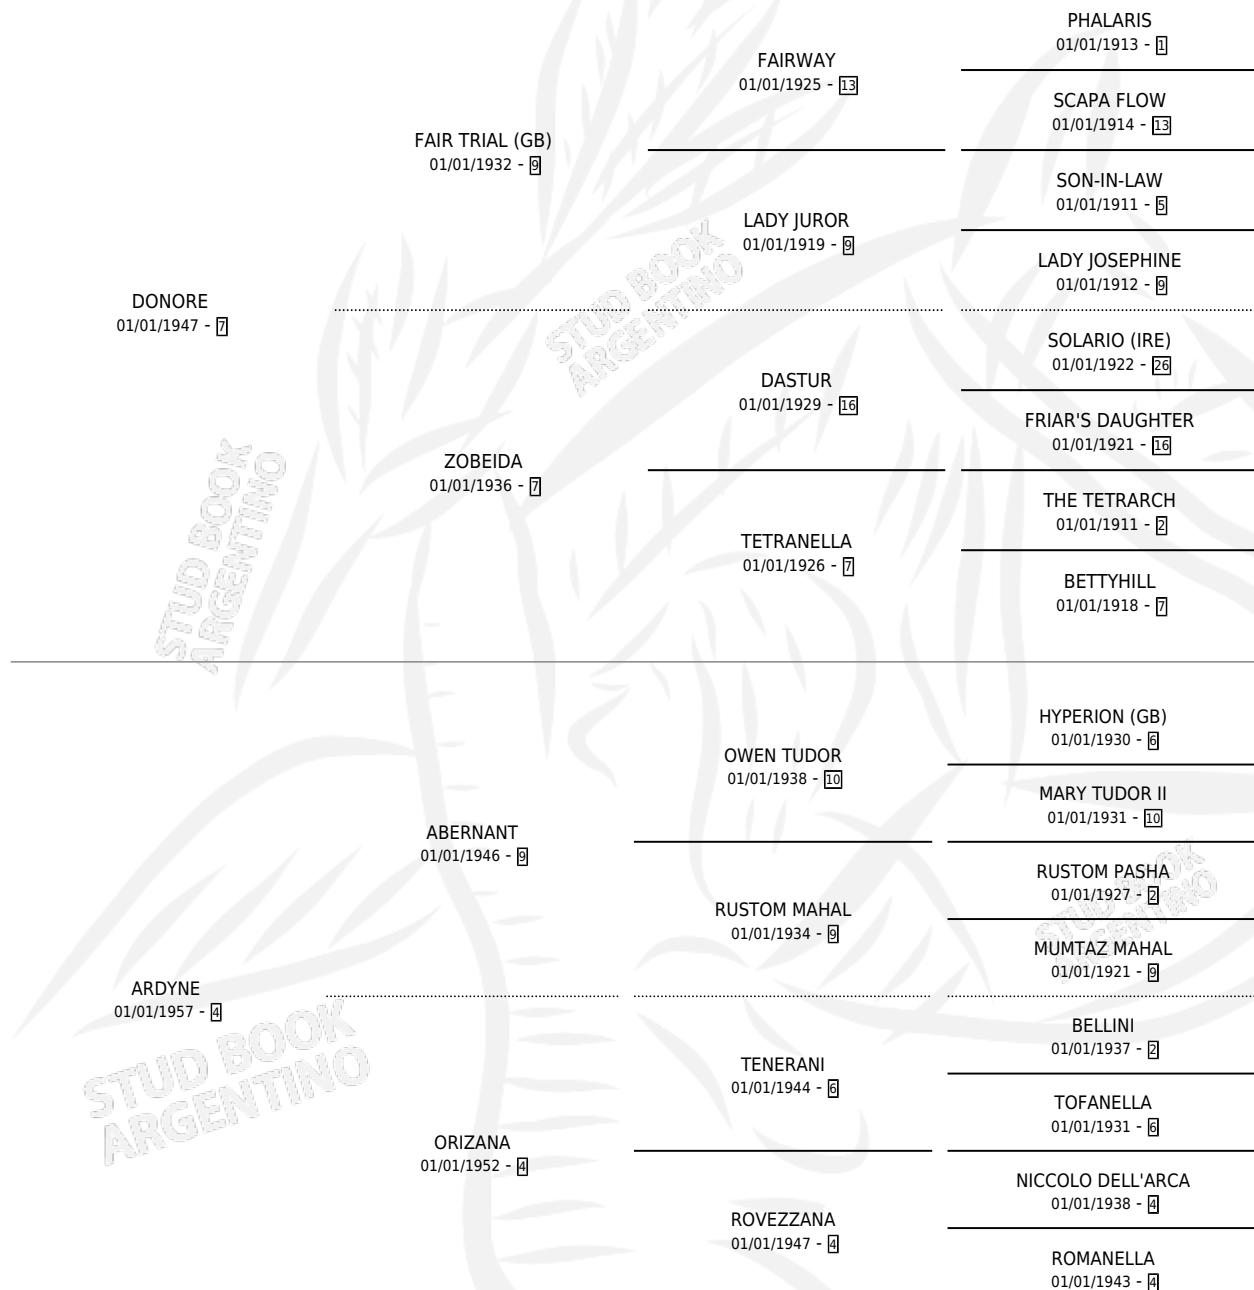 PHALARIS
01/01/1913 - 1
FAIRWAY
01/01/1925 - 13
SCAPA FLOW
01/01/1914 - 13
FAIR TRIAL (GB)
01/01/1932 - 9
SON-IN-LAW
01/01/1911 - 5
LADY JUROR
01/01/1919 - 9
LADY JOSEPHINE
01/01/1912 - 9
DONORE
01/01/1947 - 7
SOLARIO (IRE)
01/01/1922 - 26
DASTUR
01/01/1929 - 16
FRIAR'S DAUGHTER
01/01/1921 - 16
ZOBEIDA
01/01/1936 - 7
THE TETRARCH
01/01/1911 - 2
TETRANELLA
01/01/1926 - 7
BETTYHILL
01/01/1918 - 7
HYPERION (GB)
01/01/1930 - 6
OWEN TUDOR
01/01/1938 - 10
MARY TUDOR II
01/01/1931 - 10
ABERNANT
01/01/1946 - 9
RUSTOM PASHA
01/01/1927 - 2
RUSTOM MAHAL
01/01/1934 - 9
MUMTAZ MAHAL
01/01/1921 - 9
ARDYNE
01/01/1957 - 4
BELLINI
01/01/1937 - 2
TENERANI
01/01/1944 - 6
TOFANELLA
01/01/1931 - 6
ORIZANA
01/01/1952 - 4
NICCOLO DELL'ARCA
01/01/1938 - 4
ROVEZZANA
01/01/1947 - 4
ROMANELLA
01/01/1943 - 4
STUD BOOK
ARGENTINO
STUD BOOK
ARGENTINO
STUD BOOK
ARGENTINO
STUD BOOK
ARGENTINO